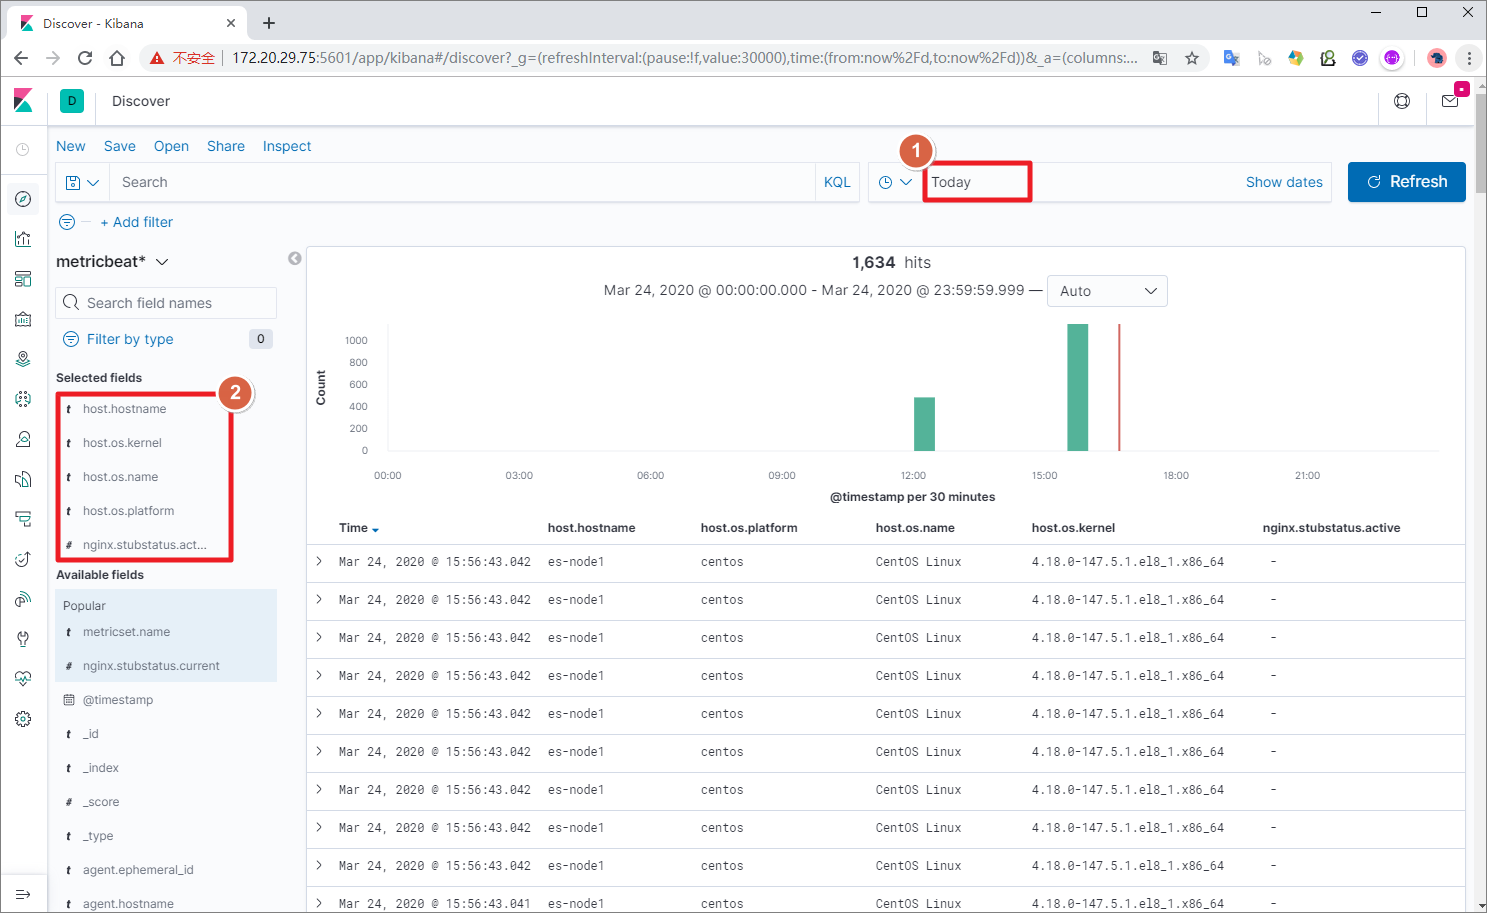 Discover - Kibana
不安全 | 172.20.29.75:5601/app/kibana#/discover?_g=(refreshInterval:(pause:!f,value:30000),time:(from:now%2Fd,to:now%2Fd))&_a=(columns:...
D Discover
New Save Open Share Inspect
1
Search KQL Today Show dates Refresh
+ Add filter
metricbeat*
1,634 hits
Mar 24, 2020 @ 00:00:00.000 - Mar 24, 2020 @ 23:59:59.999 — Auto
Search field names
Filter by type 0
Selected fields
2
t host.hostname
t host.os.kernel
t host.os.name
t host.os.platform
# nginx.stubstatus.act...
Available fields
Popular
t metricset.name
# nginx.stubstatus.current
@timestamp
t _id
t _index
# _score
t _type
t agent.ephemeral_id
t agent.hostname
Count
1000
800
600
400
200
0
00:00 03:00 06:00 09:00 12:00 15:00 18:00 21:00
@timestamp per 30 minutes
Time host.hostname host.os.platform host.os.name host.os.kernel nginx.stubstatus.active
Mar 24, 2020 @ 15:56:43.042 es-node1 centos CentOS Linux 4.18.0-147.5.1.el8_1.x86_64 -
Mar 24, 2020 @ 15:56:43.042 es-node1 centos CentOS Linux 4.18.0-147.5.1.el8_1.x86_64 -
Mar 24, 2020 @ 15:56:43.042 es-node1 centos CentOS Linux 4.18.0-147.5.1.el8_1.x86_64 -
Mar 24, 2020 @ 15:56:43.042 es-node1 centos CentOS Linux 4.18.0-147.5.1.el8_1.x86_64 -
Mar 24, 2020 @ 15:56:43.042 es-node1 centos CentOS Linux 4.18.0-147.5.1.el8_1.x86_64 -
Mar 24, 2020 @ 15:56:43.042 es-node1 centos CentOS Linux 4.18.0-147.5.1.el8_1.x86_64 -
Mar 24, 2020 @ 15:56:43.042 es-node1 centos CentOS Linux 4.18.0-147.5.1.el8_1.x86_64 -
Mar 24, 2020 @ 15:56:43.042 es-node1 centos CentOS Linux 4.18.0-147.5.1.el8_1.x86_64 -
Mar 24, 2020 @ 15:56:43.042 es-node1 centos CentOS Linux 4.18.0-147.5.1.el8_1.x86_64 -
Mar 24, 2020 @ 15:56:43.041 es-node1 centos CentOS Linux 4.18.0-147.5.1.el8_1.x86_64 -